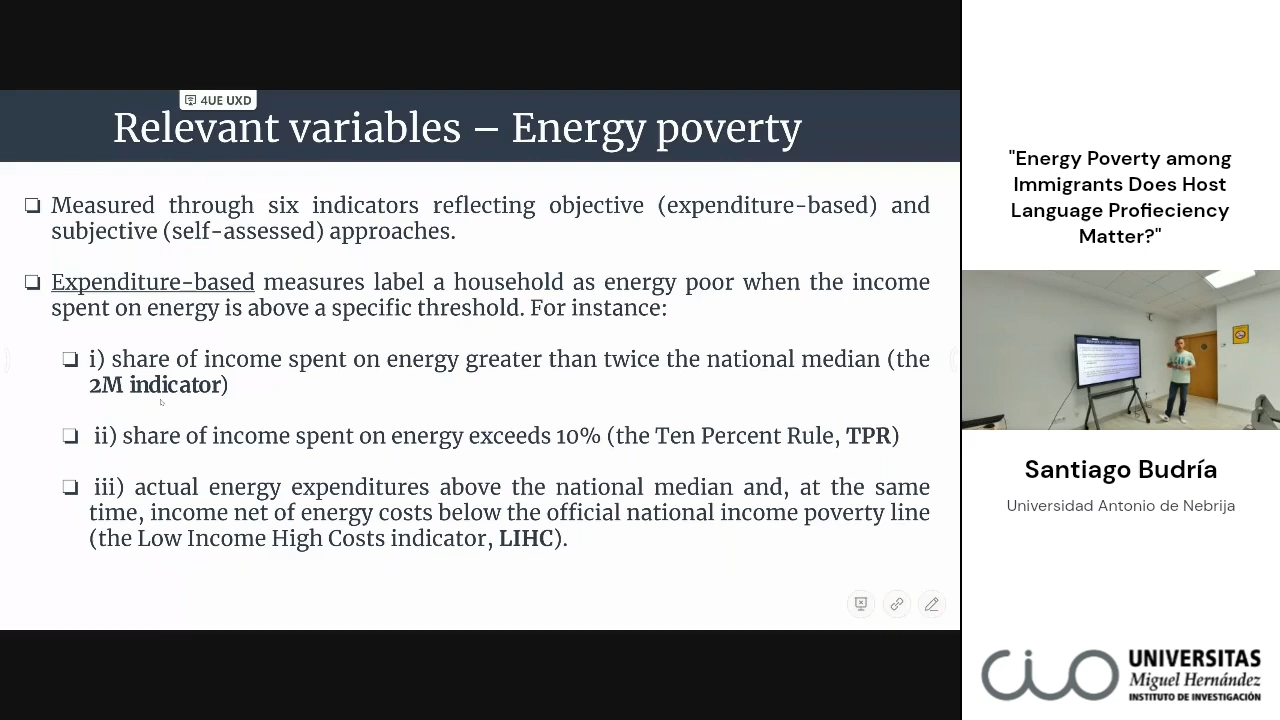 4UE UXD
Relevant variables – Energy poverty
❑ Measured through six indicators reflecting objective (expenditure-based) and
subjective (self-assessed) approaches.
❑ Expenditure-based measures label a household as energy poor when the income
spent on energy is above a specific threshold. For instance:
❑ i) share of income spent on energy greater than twice the national median (the
2M indicator)
❑ ii) share of income spent on energy exceeds 10% (the Ten Percent Rule, TPR)
❑ iii) actual energy expenditures above the national median and, at the same
time, income net of energy costs below the official national income poverty line
(the Low Income High Costs indicator, LIHC).
"Energy Poverty among
Immigrants Does Host
Language Profieciency
Matter?"
Santiago Budría
Universidad Antonio de Nebrija
CIO
UNIVERSITAS
Miguel Hernández
INSTITUTO DE INVESTIGACIÓN